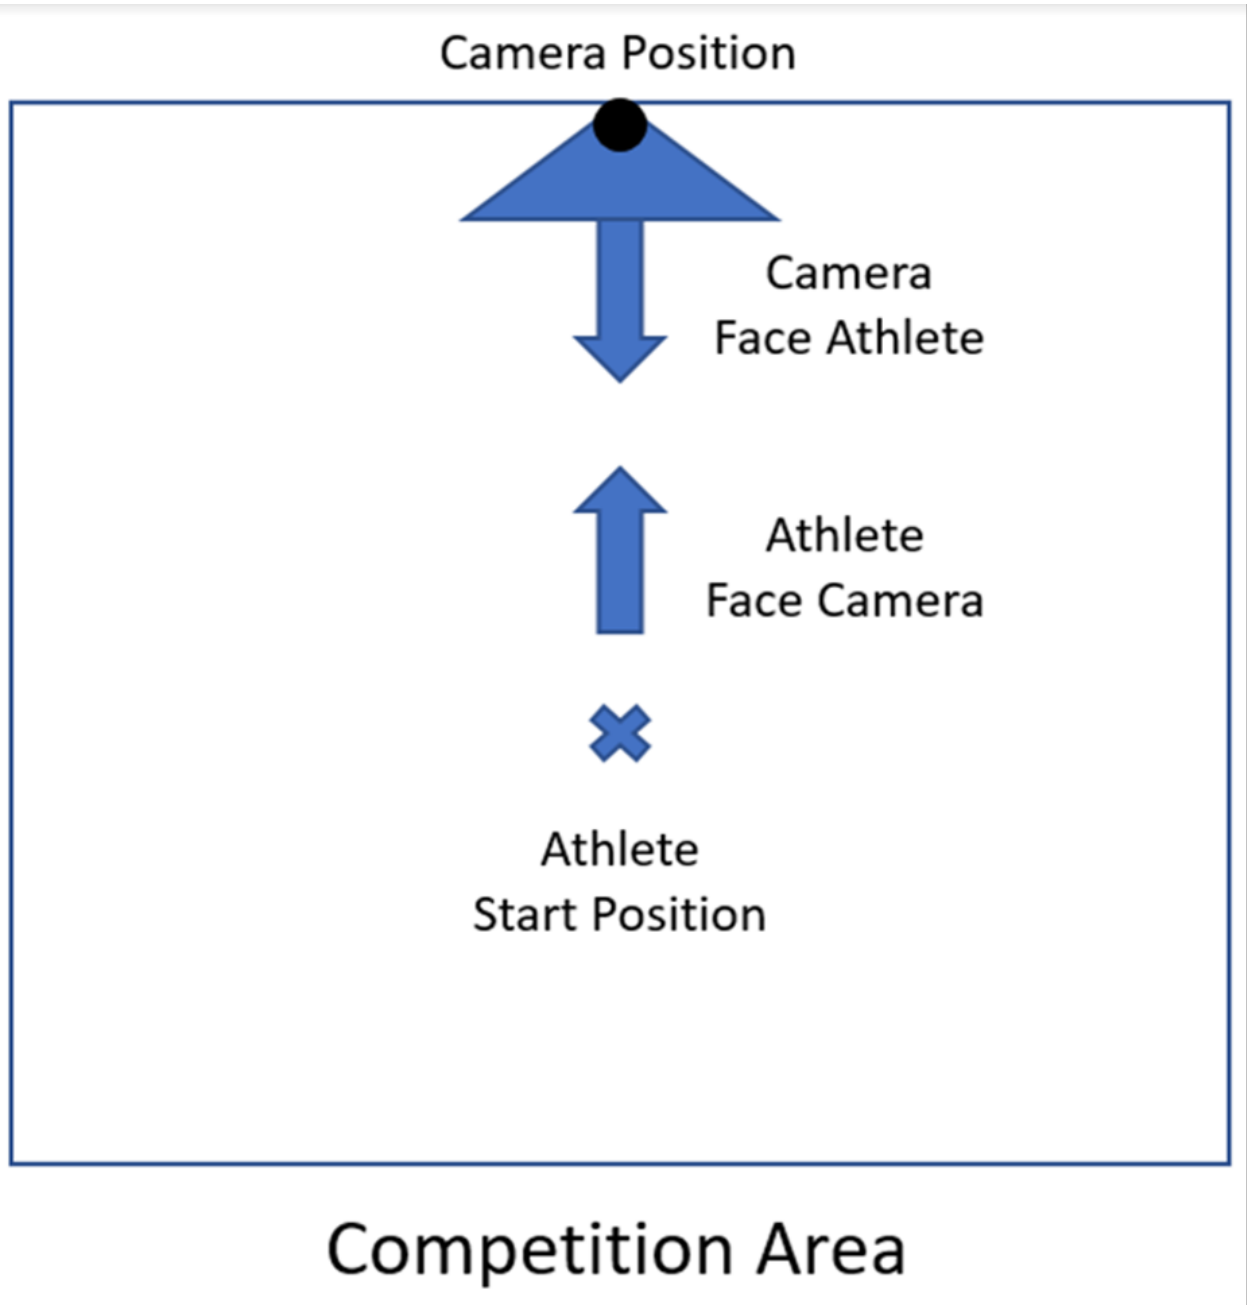 Camera Position
Camera
Face Athlete
Athlete
Face Camera
Athlete
Start Position
Competition Area